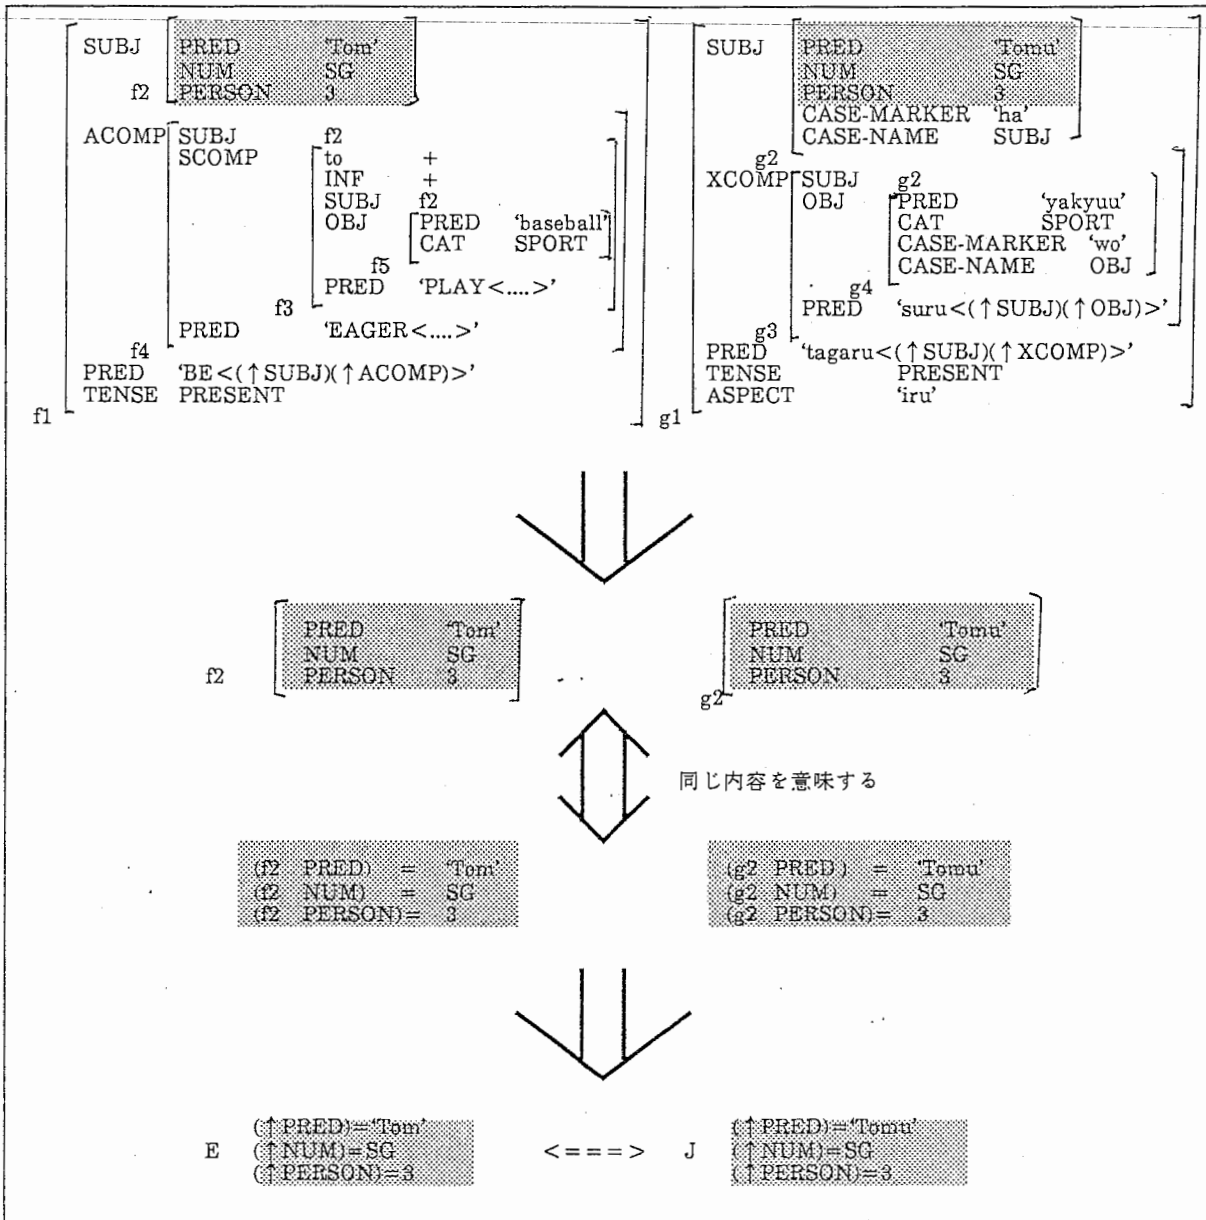 SUBJ PRED 'Tom'
NUM SG
f2 PERSON 3
ACOMP SUBJ f2
SCOMP to +
INF +
SUBJ f2
OBJ PRED 'baseball'
CAT SPORT
f5
PRED 'PLAY<....>'
f3
PRED 'EAGER<....>'
f4
PRED 'BE<(↑SUBJ)(↑ACOMP)>'
TENSE PRESENT
f1
SUBJ PRED 'Tomu'
NUM SG
PERSON 3
CASE-MARKER 'ha'
CASE-NAME SUBJ
g2
XCOMP SUBJ g2
OBJ PRED 'yakyuu'
CAT SPORT
CASE-MARKER 'wo'
CASE-NAME OBJ
g4
PRED 'suru<(↑SUBJ)(↑OBJ)>'
g3
PRED 'tagaru<(↑SUBJ)(↑XCOMP)>'
TENSE PRESENT
ASPECT 'iru'
g1
PRED 'Tom'
NUM SG
f2 PERSON 3
PRED 'Tomu'
NUM SG
PERSON 3
g2
同じ内容を意味する
(f2 PRED) = 'Tom'
(f2 NUM) = SG
(f2 PERSON)= 3
(g2 PRED ) = 'Tomu'
(g2 NUM) = SG
(g2 PERSON)= 3
(↑PRED)='Tom'
E (↑NUM)=SG
(↑PERSON)=3
<===>
(↑PRED)='Tomu'
J (↑NUM)=SG
(↑PERSON)=3